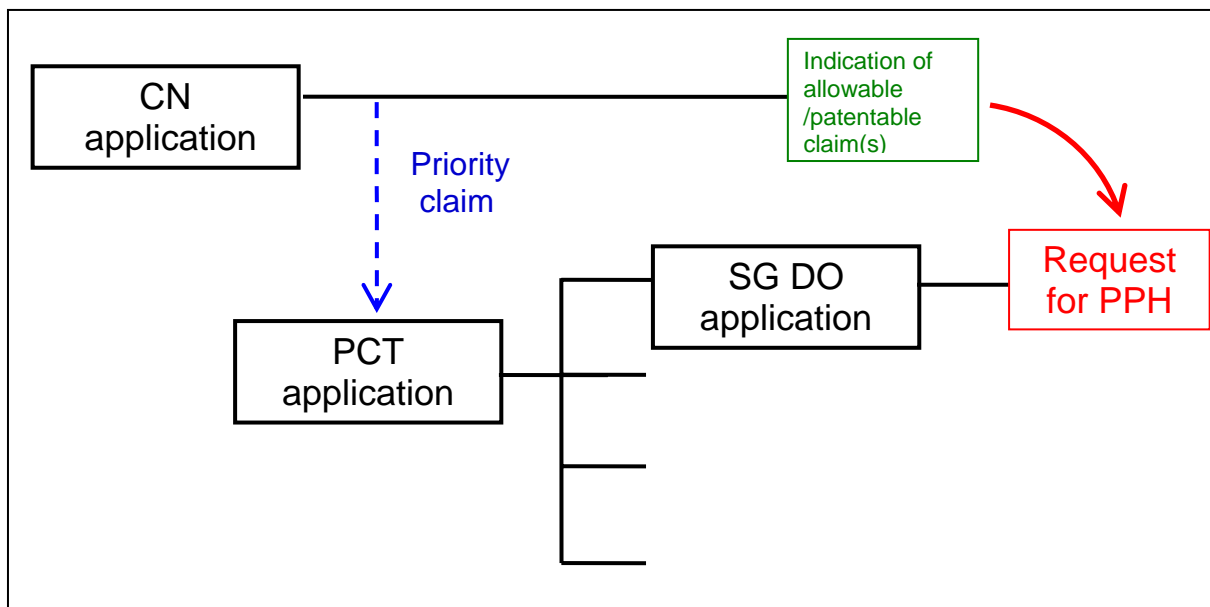 CN
application
Indication of
allowable
/patentable
claim(s)
Priority
claim
SG DO
application
Request
for PPH
PCT
application